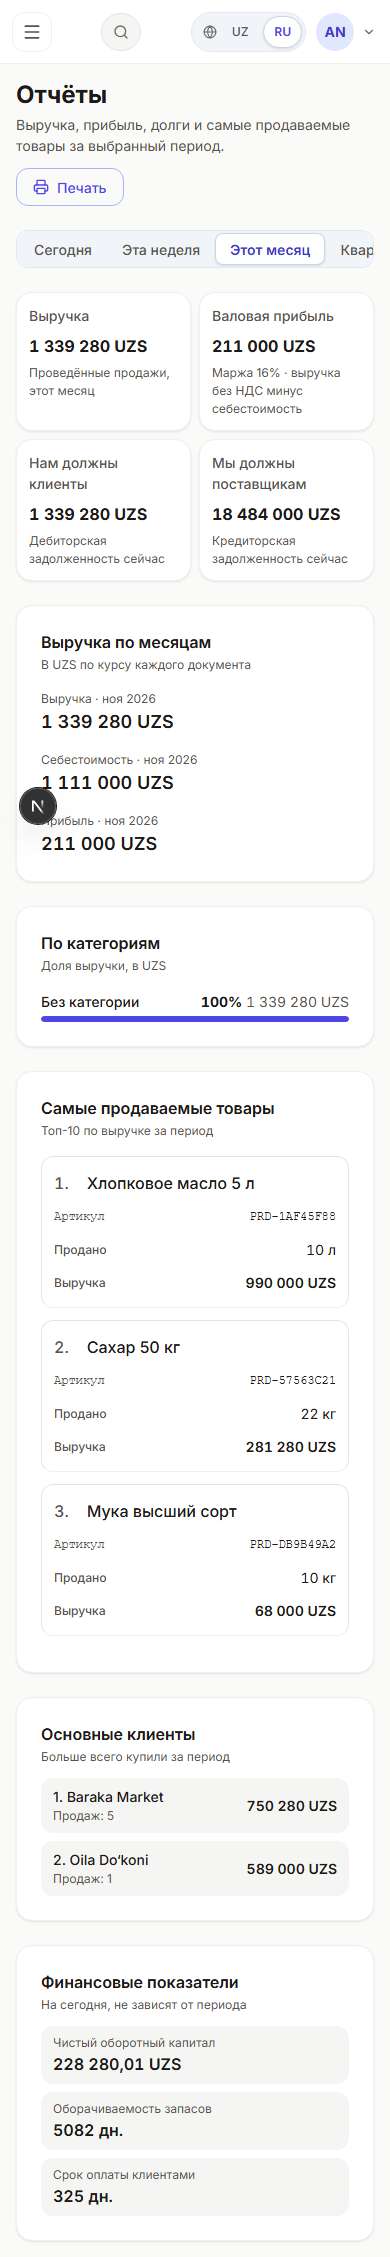 UZ RU AN
Отчёты
Выручка, прибыль, долги и самые продаваемые
товары за выбранный период.
Печать
Сегодня Эта неделя Этот месяц Квар
Выручка
1 339 280 UZS
Проведённые продажи,
этот месяц
Валовая прибыль
211 000 UZS
Маржа 16% · выручка
без НДС минус
себестоимость
Нам должны
клиенты
1 339 280 UZS
Дебиторская
задолженность сейчас
Мы должны
поставщикам
18 484 000 UZS
Кредиторская
задолженность сейчас
Выручка по месяцам
В UZS по курсу каждого документа
Выручка · ноя 2026
1 339 280 UZS
Себестоимость · ноя 2026
1 111 000 UZS
N
рибыль · ноя 2026
211 000 UZS
По категориям
Доля выручки, в UZS
Без категории 100% 1 339 280 UZS
Самые продаваемые товары
Топ-10 по выручке за период
1. Хлопковое масло 5 л
Артикул PRD-1AF45F88
Продано 10 л
Выручка 990 000 UZS
2. Сахар 50 кг
Артикул PRD-57563C21
Продано 22 кг
Выручка 281 280 UZS
3. Мука высший сорт
Артикул PRD-DB9B49A2
Продано 10 кг
Выручка 68 000 UZS
Основные клиенты
Больше всего купили за период
1. Baraka Market
Продаж: 5
750 280 UZS
2. Oila Do‘koni
Продаж: 1
589 000 UZS
Финансовые показатели
На сегодня, не зависят от периода
Чистый оборотный капитал
228 280,01 UZS
Оборачиваемость запасов
5082 дн.
Срок оплаты клиентами
325 дн.